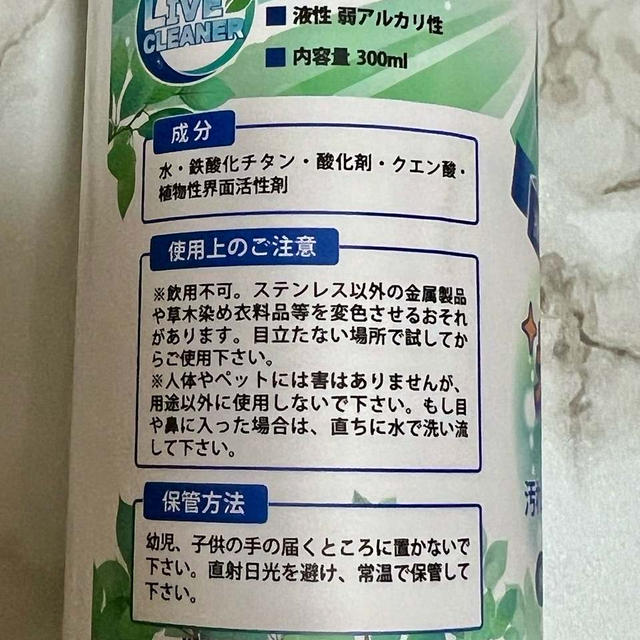 LIVE
CLEANER
■ 液性 弱アルカリ性
■ 内容量 300ml
成分
水・鉄酸化チタン・酸化剤・クエン酸・
植物性界面活性剤
使用上のご注意
※飲用不可。ステンレス以外の金属製品
や草木染め衣料品等を変色させるおそれ
があります。目立たない場所で試してか
らご使用下さい。
※人体やペットには害はありませんが、
用途以外に使用しないで下さい。もし目
や鼻に入った場合は、直ちに水で洗い流
して下さい。
保管方法
幼児、子供の手の届くところに置かないで
下さい。直射日光を避け、常温で保管して
下さい。
汚